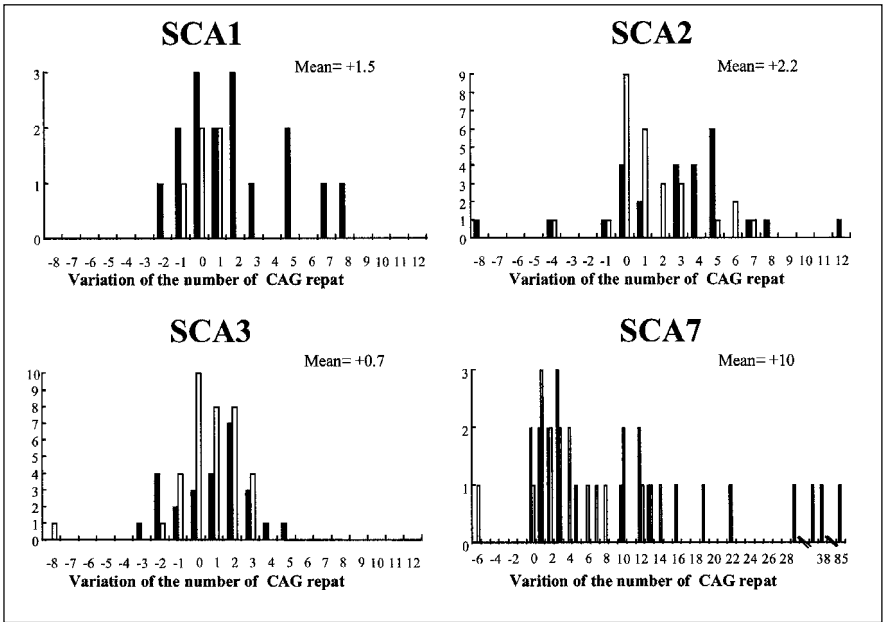 SCA1
Mean= +1.5
3
2
1
0
-8 -7 -6 -5 -4 -3 -2 -1 0 1 2 3 4 5 6 7 8 9 10 11 12
Variation of the number of CAG repat
SCA2
Mean= +2.2
9
8
7
6
5
4
3
2
1
0
-8 -7 -6 -5 -4 -3 -2 -1 0 1 2 3 4 5 6 7 8 9 10 11 12
Variation of the number of CAG repat
SCA3
Mean= +0.7
10
9
8
7
6
5
4
3
2
1
0
-8 -7 -6 -5 -4 -3 -2 -1 0 1 2 3 4 5 6 7 8 9 10 11 12
Variation of the number of CAG repat
SCA7
Mean= +10
3
2
1
0
-6 -4 -2 0 2 4 6 8 10 12 14 16 18 20 22 24 26 28 38 85
Varition of the number of CAG repat